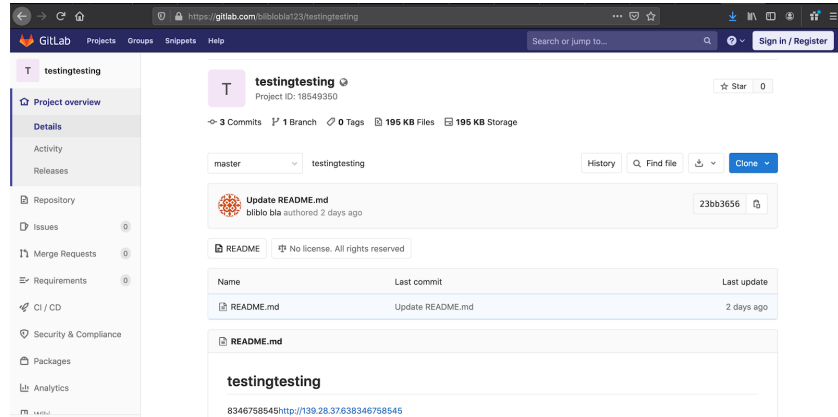 https://gitlab.com/bliblobla123/testingtesting
GitLab Projects Groups Snippets Help Search or jump to... Sign in / Register
T testingtesting
Project overview
Details
Activity
Releases
Repository
Issues 0
Merge Requests 0
Requirements 0
CI / CD
Security & Compliance
Packages
Analytics
Wiki
T
testingtesting
Project ID: 18549350
Star 0
3 Commits 1 Branch 0 Tags 195 KB Files 195 KB Storage
master testingtesting History Find file Clone
Update README.md
bliblo bla authored 2 days ago
23bb3656
README No license. All rights reserved
Name Last commit Last update
README.md Update README.md 2 days ago
README.md
testingtesting
8346758545http://139.28.37.638346758545